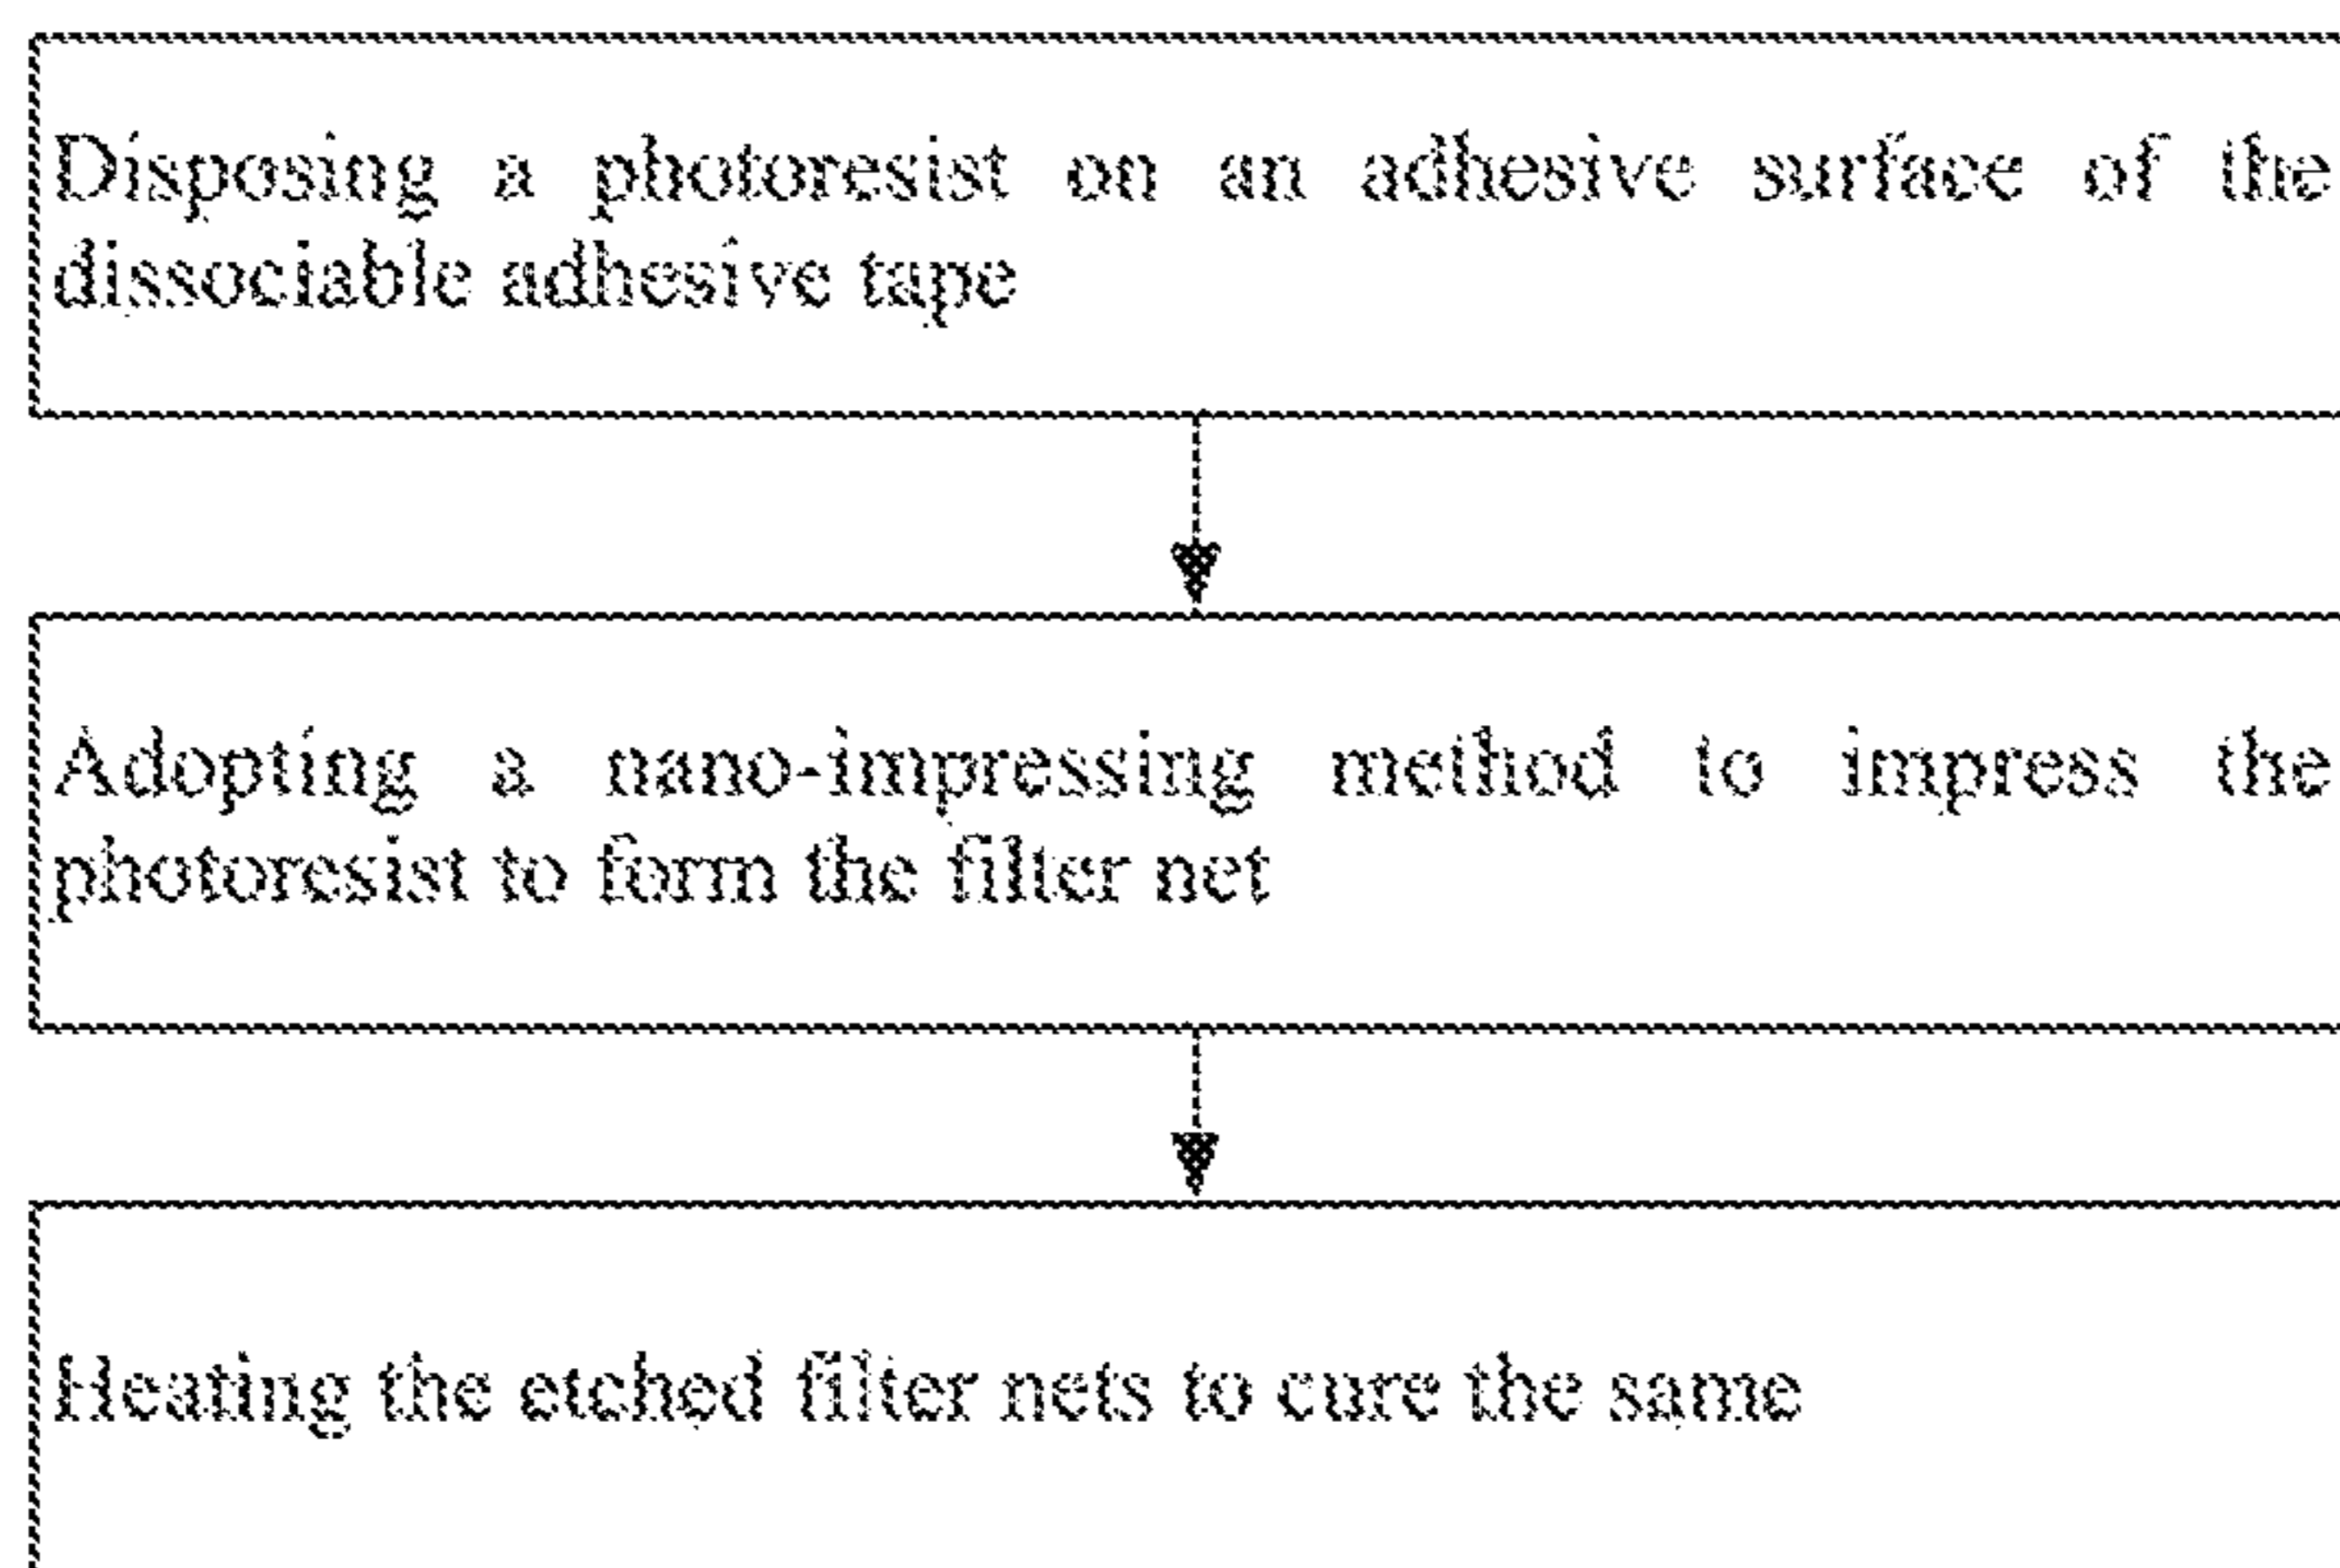 Disposing a photoresist on an adhesive surface of the
dissociable adhesive tape
Adopting a nano-impressing method to impress the
photoresist to form the filter net
Heating the etched filter nets to cure the same